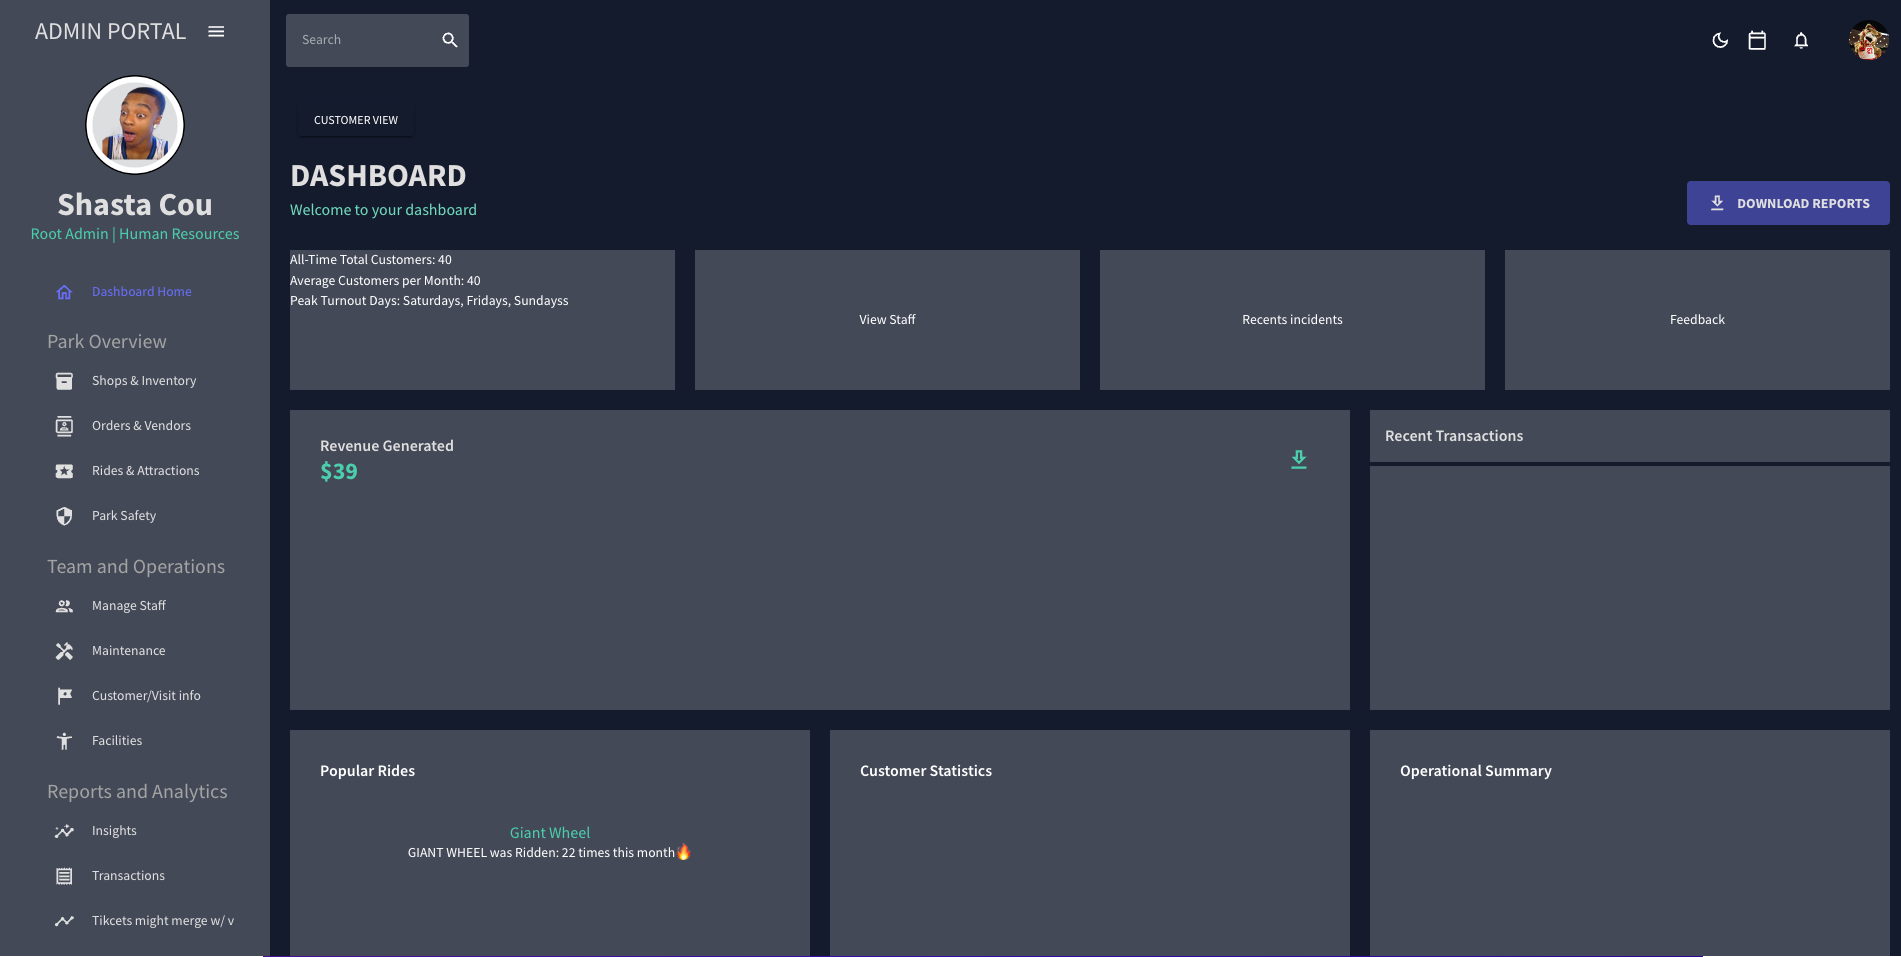 ADMIN PORTAL
Shasta Cou
Root Admin | Human Resources
Dashboard Home
Park Overview
Shops & Inventory
Orders & Vendors
Rides & Attractions
Park Safety
Team and Operations
Manage Staff
Maintenance
Customer/Visit info
Facilities
Reports and Analytics
Insights
Transactions
Tikcets might merge w/ v
Search
CUSTOMER VIEW
DASHBOARD
Welcome to your dashboard
DOWNLOAD REPORTS
All-Time Total Customers: 40
Average Customers per Month: 40
Peak Turnout Days: Saturdays, Fridays, Sundayss
View Staff
Recents incidents
Feedback
Revenue Generated
$39
Recent Transactions
Popular Rides
Giant Wheel
GIANT WHEEL was Ridden: 22 times this month🔥
Customer Statistics
Operational Summary